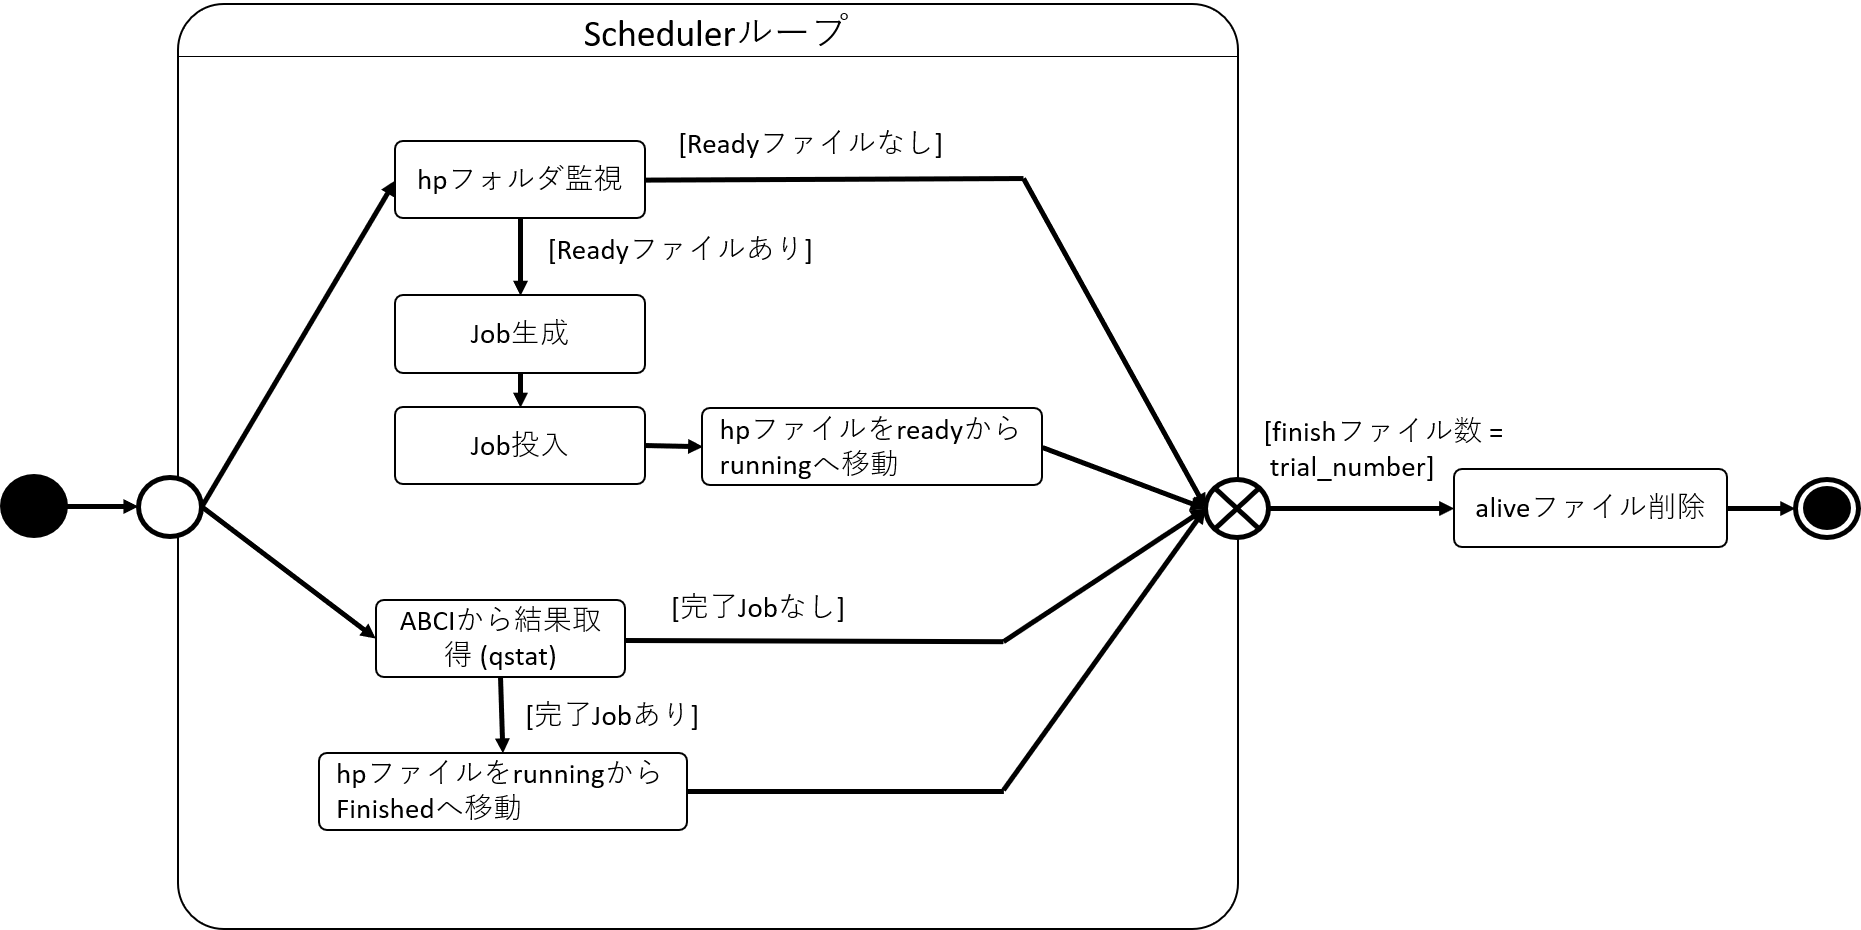 Schedulerループ
[Readyファイルなし]
hpフォルダ監視
[Readyファイルあり]
Job生成
Job投入
hpファイルをreadyから
runningへ移動
[finishファイル数 =
trial_number]
aliveファイル削除
ABCIから結果取
得 (qstat)
[完了Jobなし]
[完了Jobあり]
hpファイルをrunningから
Finishedへ移動